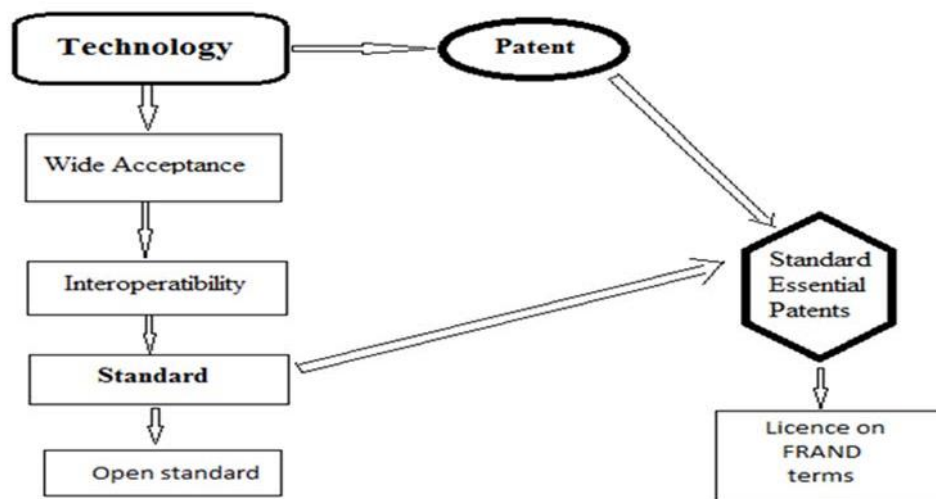 Technology
Patent
Wide Acceptance
Interoperatibility
Standard
Essential
Patents
Standard
Open standard
Licence on
FRAND
terms